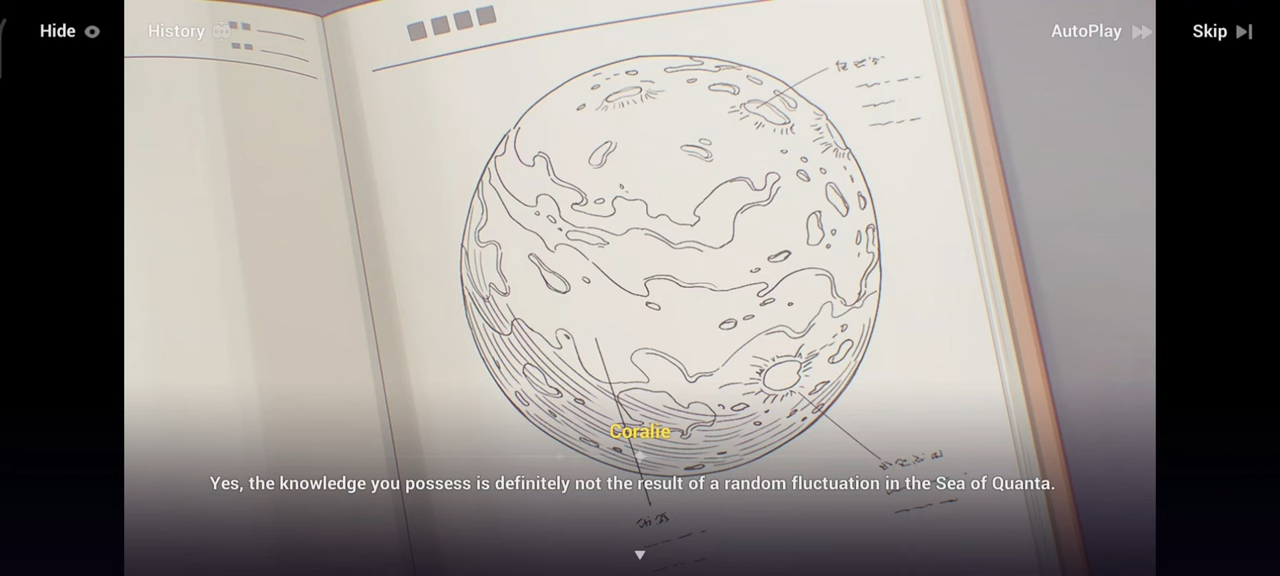 Hide
History
AutoPlay
Skip
Coralie
Yes, the knowledge you possess is definitely not the result of a random fluctuation in the Sea of Quanta.